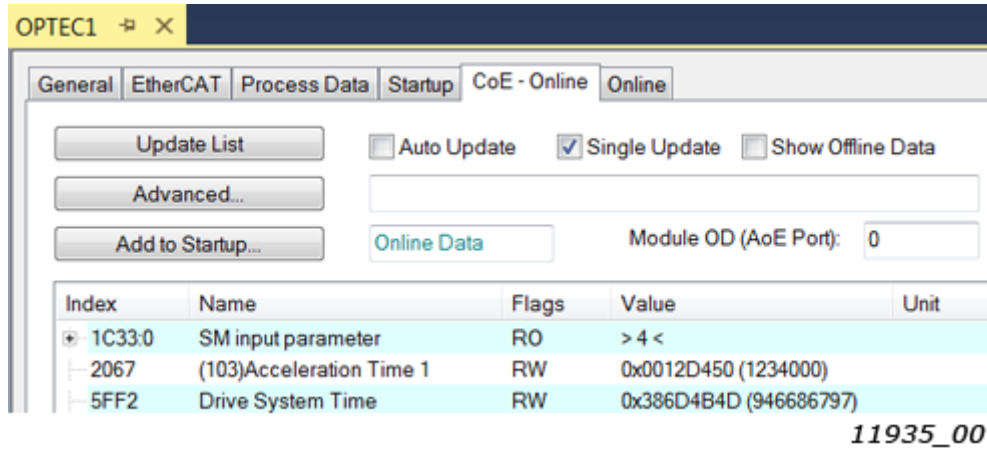 OPTEC1
General EtherCAT Process Data Startup CoE - Online Online
Update List Auto Update Single Update Show Offline Data
Advanced...
Add to Startup... Online Data Module OD (AoE Port): 0
Index Name Flags Value Unit
1C33:0 SM input parameter RO > 4 <
2067 (103)Acceleration Time 1 RW 0x0012D450 (1234000)
5FF2 Drive System Time RW 0x386D4B4D (946686797)
11935_00